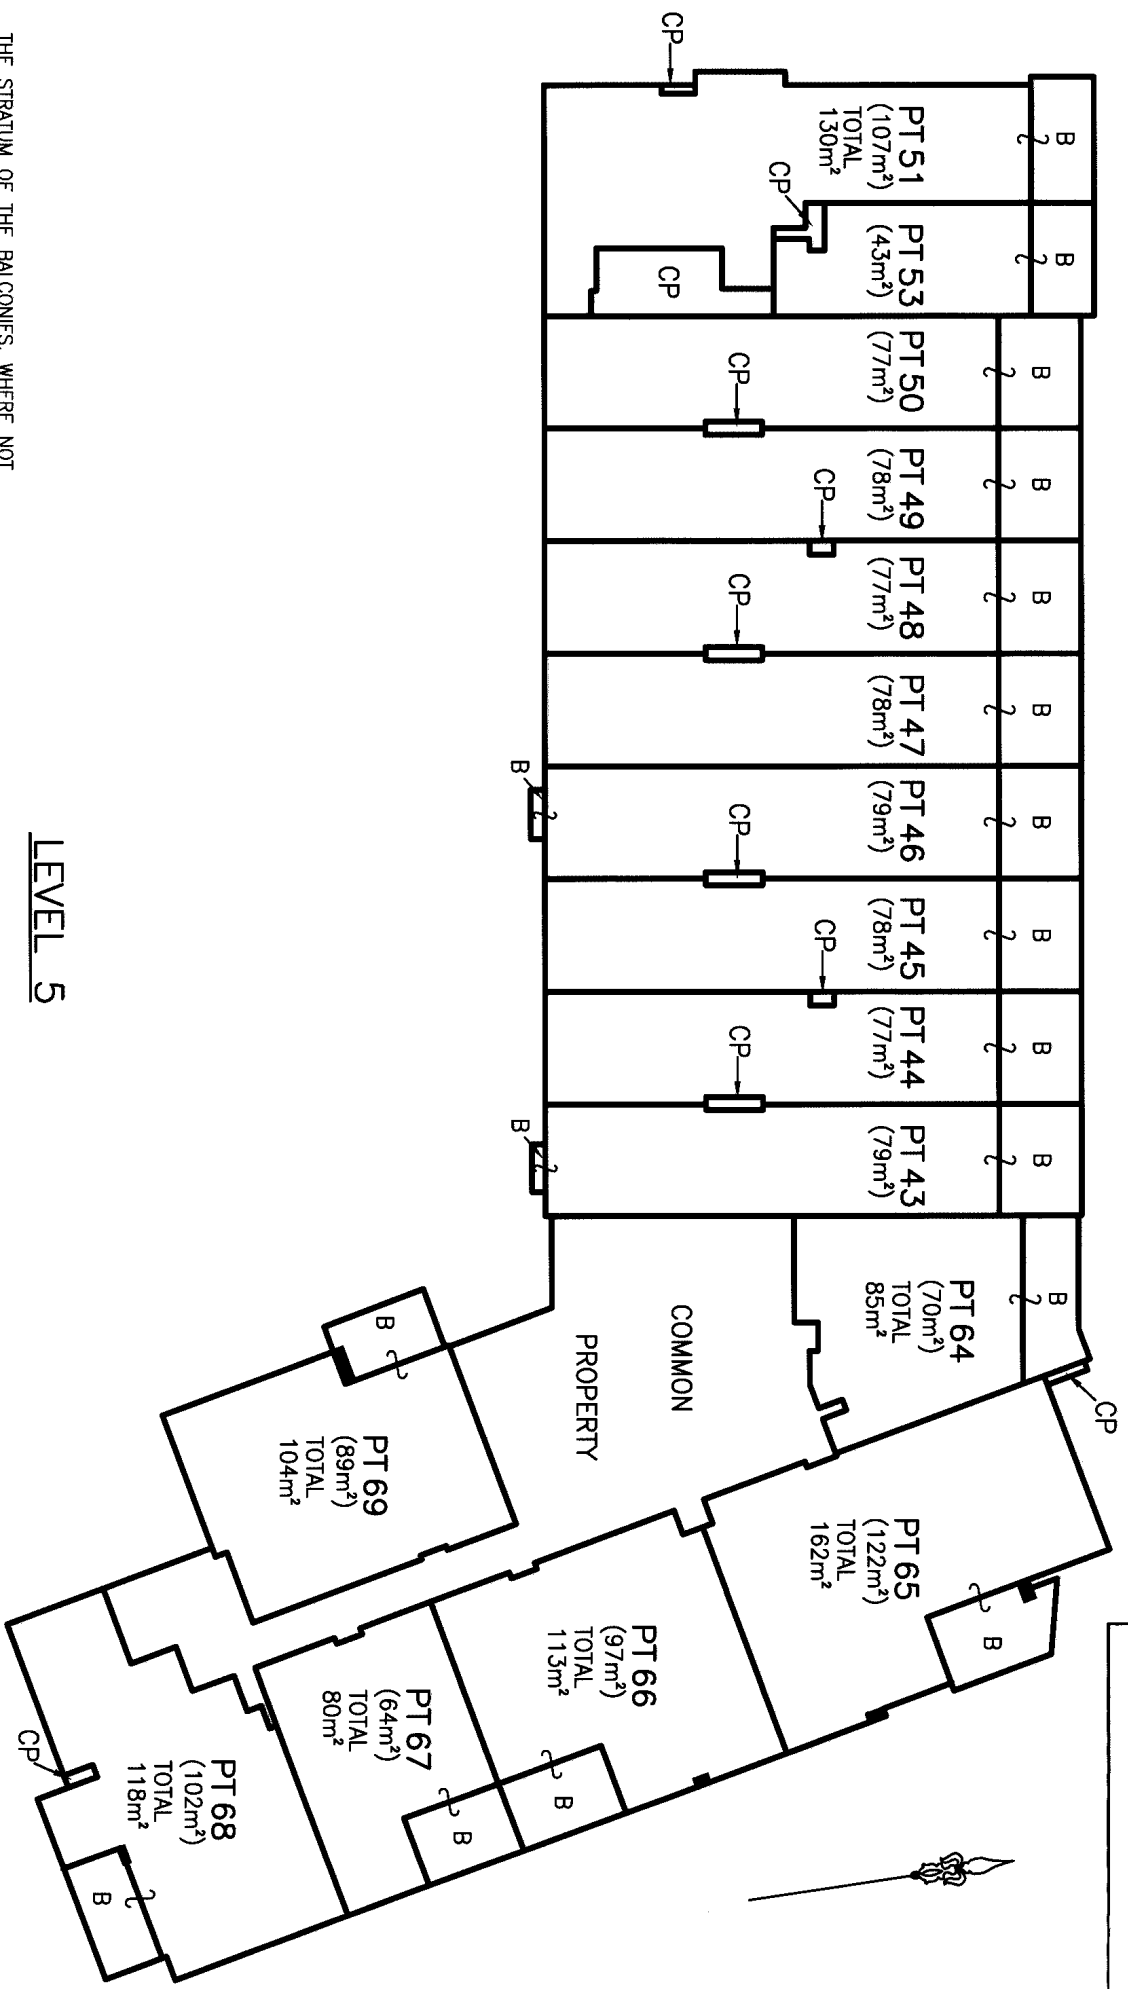 CP
B
PT 51
(107m²)
TOTAL
130m²
CP
B
PT 53
(43m²)
CP
B
PT 50
(77m²)
CP
B
PT 49
(78m²)
CP
B
PT 48
(77m²)
CP
B
PT 47
(78m²)
B
PT 46
(79m²)
CP
B
B
PT 45
(78m²)
CP
B
PT 44
(77m²)
CP
B
PT 43
(79m²)
B
B
PT 64
(70m²)
TOTAL
85m²
CP
COMMON
PROPERTY
B
PT 69
(89m²)
TOTAL
104m²
PT 65
(122m²)
TOTAL
162m²
B
PT 66
(97m²)
TOTAL
113m²
B
PT 67
(64m²)
TOTAL
80m²
B
PT 68
(102m²)
TOTAL
118m²
CP
B
LEVEL 5
THE STRATUM OF THE BALCONIES, WHERE NOT